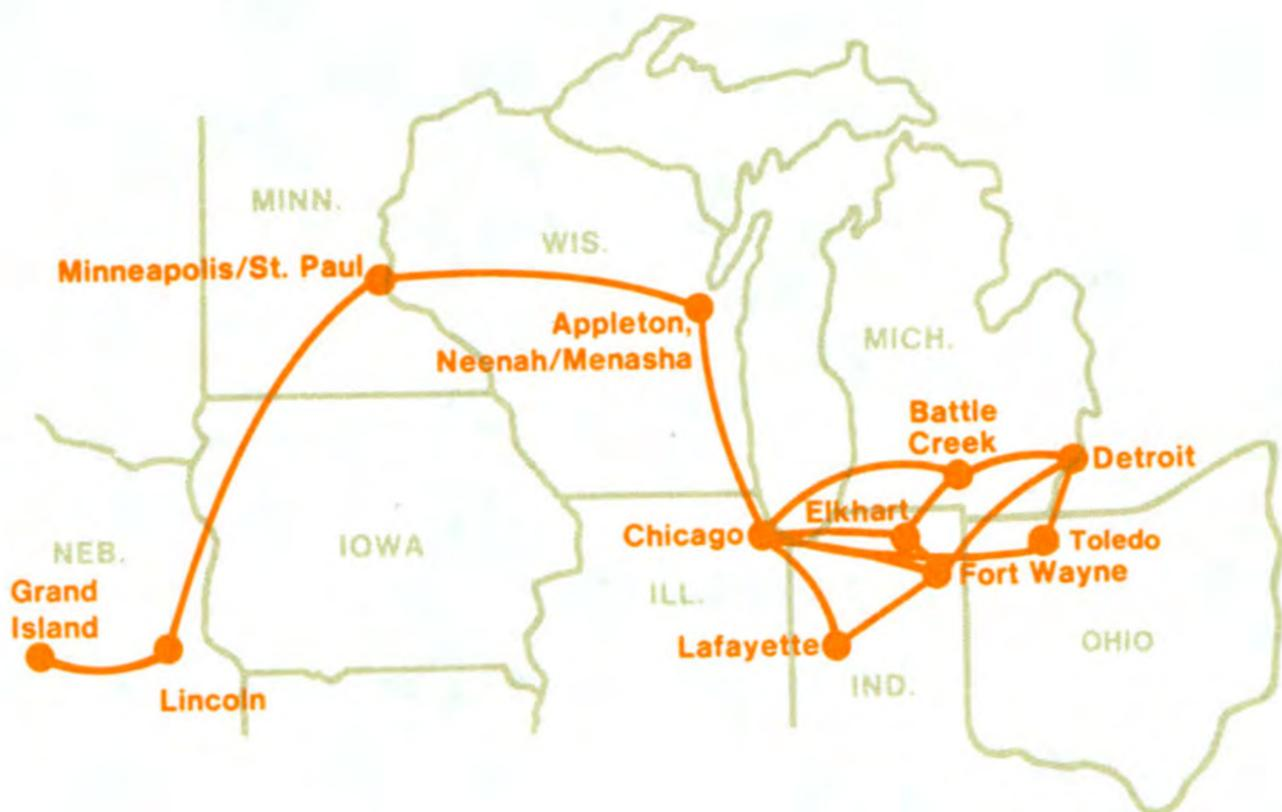 MINN.
WIS.
Minneapolis/St. Paul
Appleton,
Neenah/Menasha
MICH.
Battle
Creek
Detroit
Elkhart
Chicago
Toledo
Fort Wayne
NEB.
IOWA
ILL.
Grand
Island
Lafayette
OHIO
IND.
Lincoln